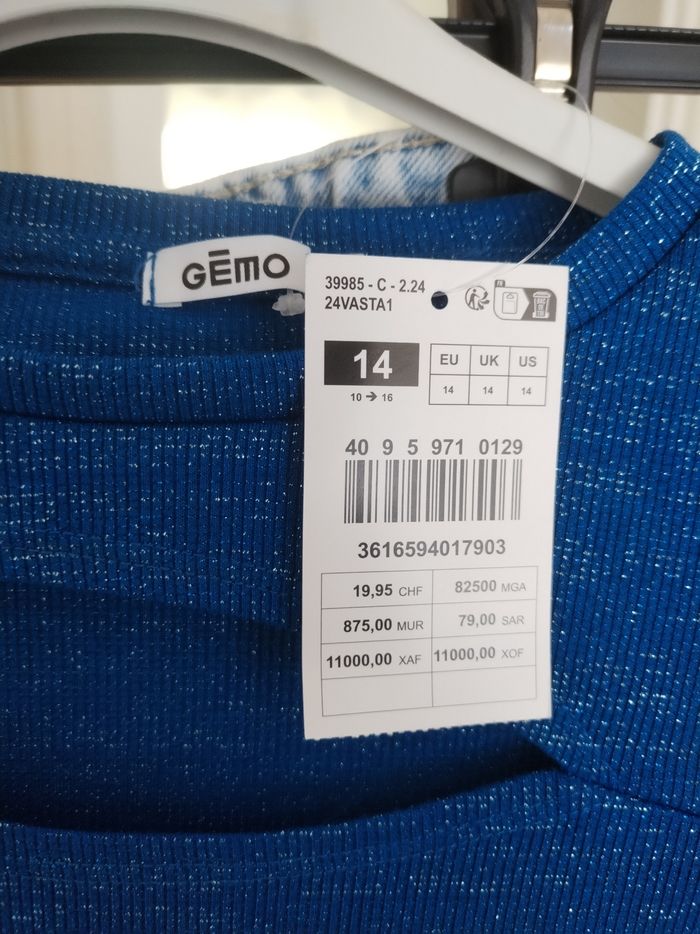 GĒMO
39985 - C - 2.24
24VASTA1
14
10 → 16
EU UK US
14 14 14
40 9 5 971 0129
3616594017903
19,95 CHF 82500 MGA
875,00 MUR 79,00 SAR
11000,00 XAF 11000,00 XOF